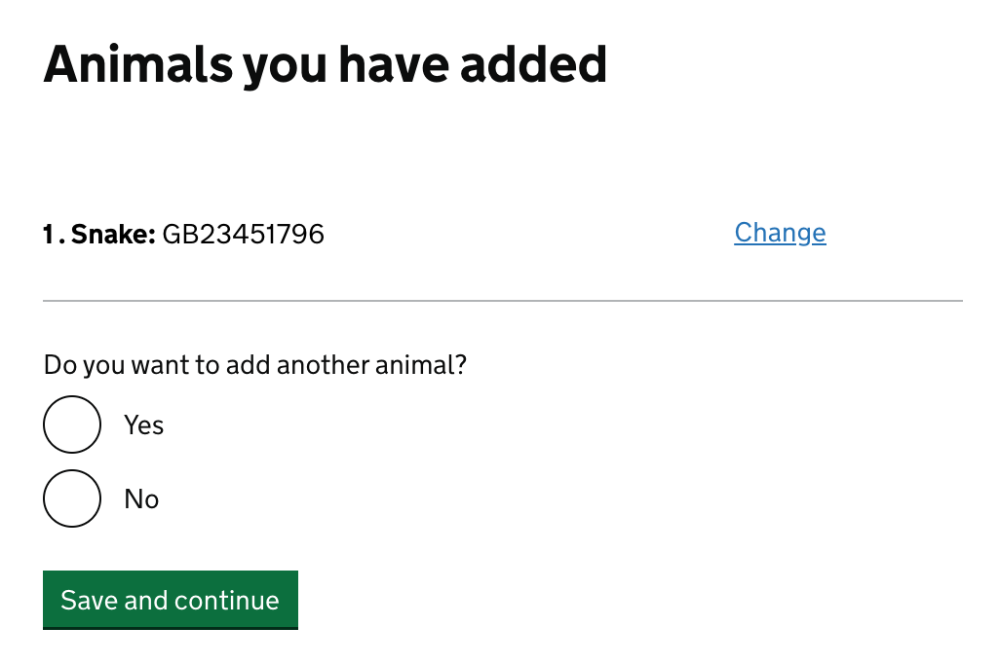 Animals you have added
1. Snake: GB23451796 Change
Do you want to add another animal?
Yes
No
Save and continue